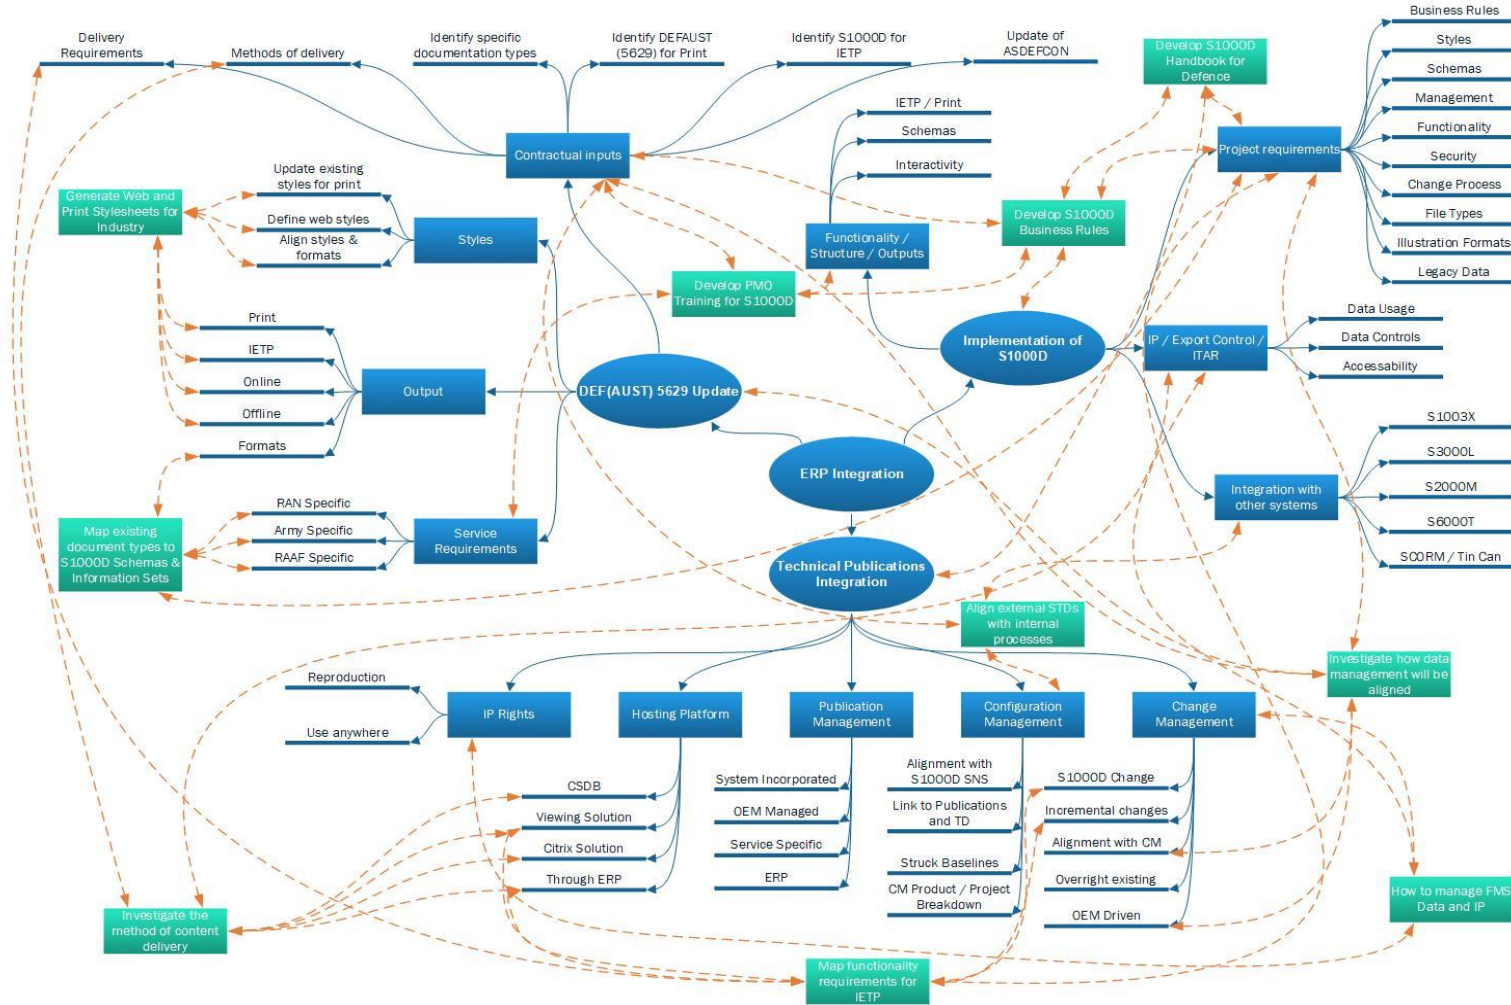 Delivery
Requirements
Methods of delivery
Identify specific
documentation types
Identify DEFAUST
(5629) for Print
Identify S1000D for
IETP
Update of
ASDEFCON
Develop S1000D
Handbook for
Defence
Business Rules
Styles
Schemas
Management
Functionality
Security
Change Process
File Types
Illustration Formats
Legacy Data
Project requirements
Contractual inputs
IETP / Print
Schemas
Interactivity
Functionality /
Structure / Outputs
Develop S1000D
Business Rules
Generate Web and
Print Stylesheets for
Industry
Update existing
styles for print
Define web styles
Align styles &
formats
Styles
Develop PMO
Training for S1000D
Print
IETP
Online
Offline
Formats
Output
DEF(AUST) 5629 Update
Implementation of
S1000D
IP / Export Control /
ITAR
Data Usage
Data Controls
Accessability
ERP Integration
S1003X
S3000L
S2000M
S6000T
SCORM / Tin Can
Integration with
other systems
Map existing
document types to
S1000D Schemas &
Information Sets
RAN Specific
Army Specific
RAAF Specific
Service
Requirements
Technical Publications
Integration
Align external STDs
with internal
processes
Investigate how data
management will be
aligned
Reproduction
Use anywhere
IP Rights
Hosting Platform
Publication
Management
Configuration
Management
Change
Management
CSDB
Viewing Solution
Citrix Solution
Through ERP
System Incorporated
OEM Managed
Service Specific
ERP
Alignment with
S1000D SNS
Link to Publications
and TD
Struck Baselines
CM Product / Project
Breakdown
S1000D Change
Incremental changes
Alignment with CM
Overright existing
OEM Driven
Investigate the
method of content
delivery
Map functionality
requirements for
IETP
How to manage FMS
Data and IP